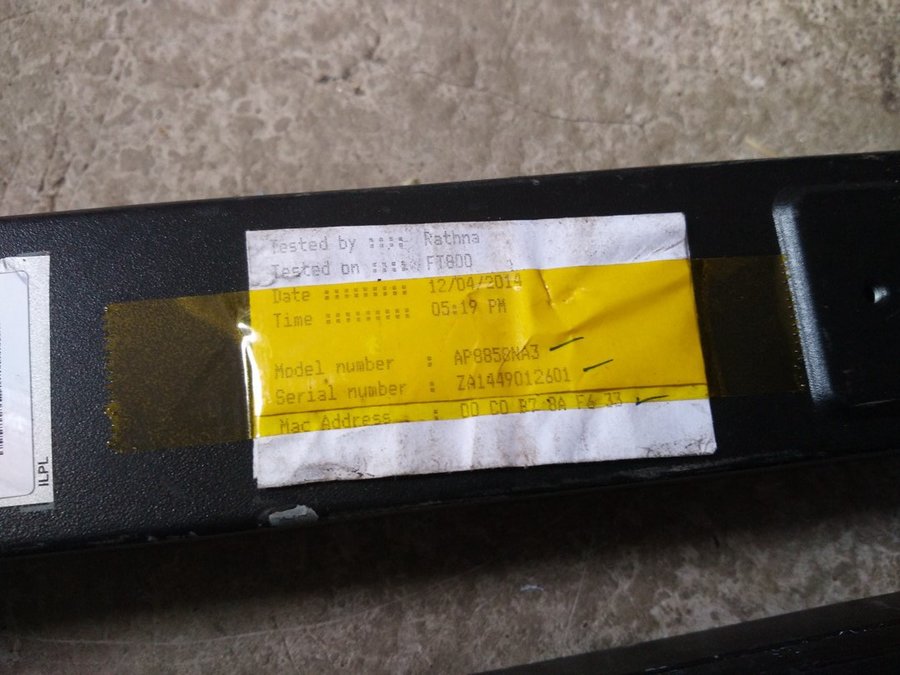 Tested by :::: Rathna
Tested on :::: FT800
Date ::::::::: 12/04/2014
Time ::::::::: 05:19 PM
Model number : AP8850NA3
Serial number : ZA1449012601
Mac Address : 00 C0 B7 8A F6 33
ILPL